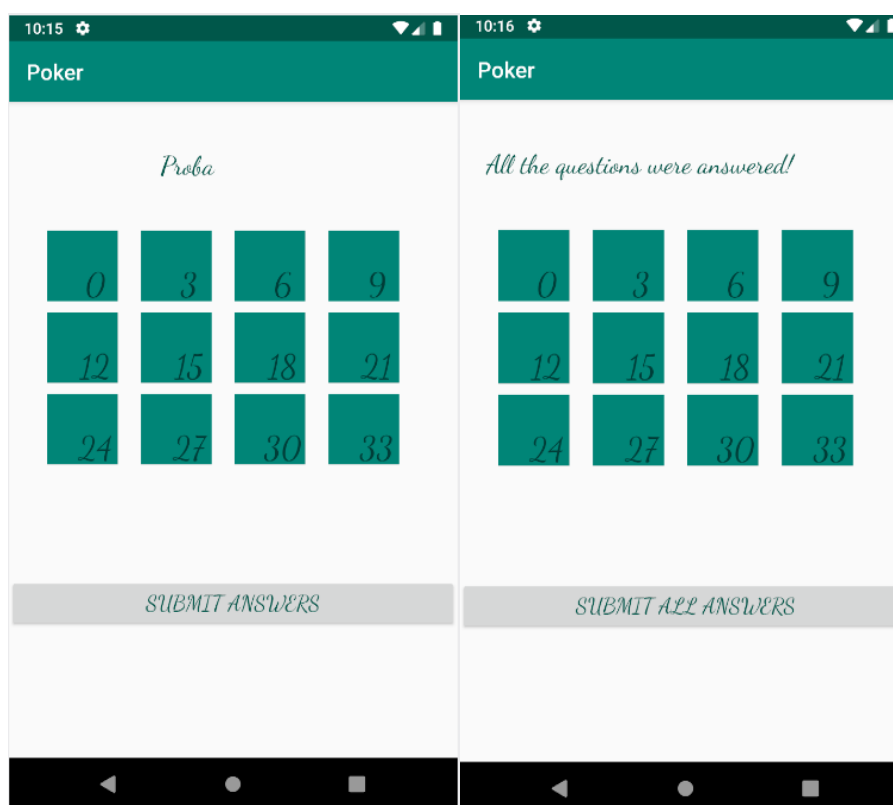 10:15
Poker
Proba
0 3 6 9
12 15 18 21
24 27 30 33
SUBMIT ANSWERS
10:16
Poker
All the questions were answered!
0 3 6 9
12 15 18 21
24 27 30 33
SUBMIT ALL ANSWERS